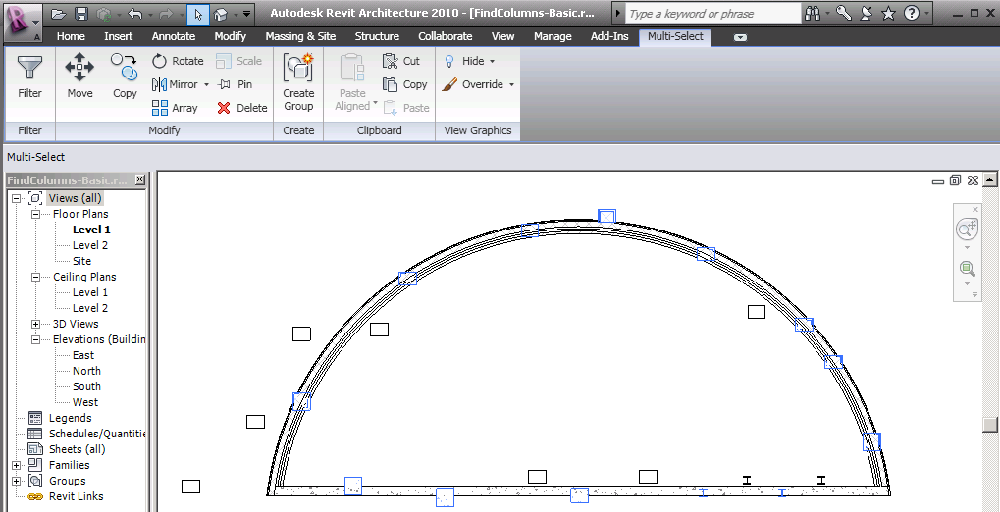 Autodesk Revit Architecture 2010 - [FindColumns-Basic.r...
Type a keyword or phrase
Home Insert Annotate Modify Massing & Site Structure Collaborate View Manage Add-Ins Multi-Select
A
Filter Move Copy Rotate Scale
Mirror Pin
Array Delete
Create Group
Paste Aligned
Cut
Copy
Paste
Hide
Override
Filter Modify Create Clipboard View Graphics
Multi-Select
FindColumns-Basic.r...
Views (all)
Floor Plans
Level 1
Level 2
Site
Ceiling Plans
Level 1
Level 2
3D Views
Elevations (Building
East
North
South
West
Legends
Schedules/Quantitie
Sheets (all)
Families
Groups
Revit Links